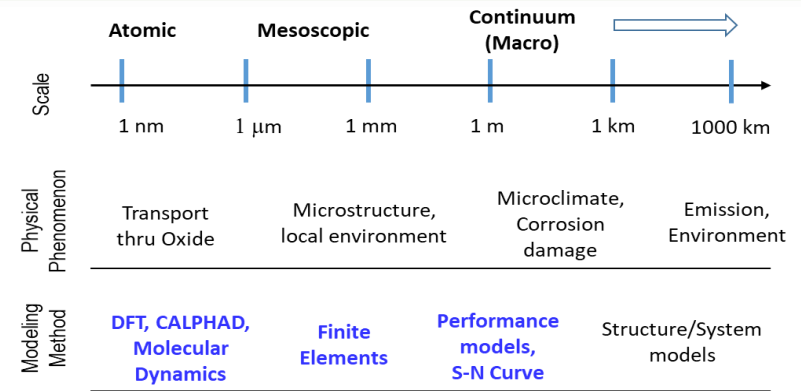 Atomic
Mesoscopic
Continuum
(Macro)
Scale
1 nm
1 μm
1 mm
1 m
1 km
1000 km
Physical
Phenomenon
Transport
thru Oxide
Microstructure,
local environment
Microclimate,
Corrosion
damage
Emission,
Environment
Modeling
Method
DFT, CALPHAD,
Molecular
Dynamics
Finite
Elements
Performance
models,
S-N Curve
Structure/System
models